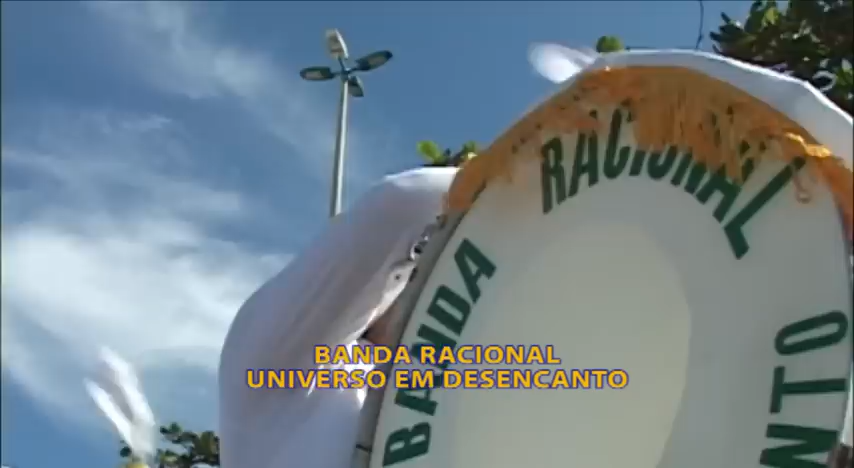 BANDA RACIONAL
NTO
BANDA RACIONAL
UNIVERSO EM DESENCANTO